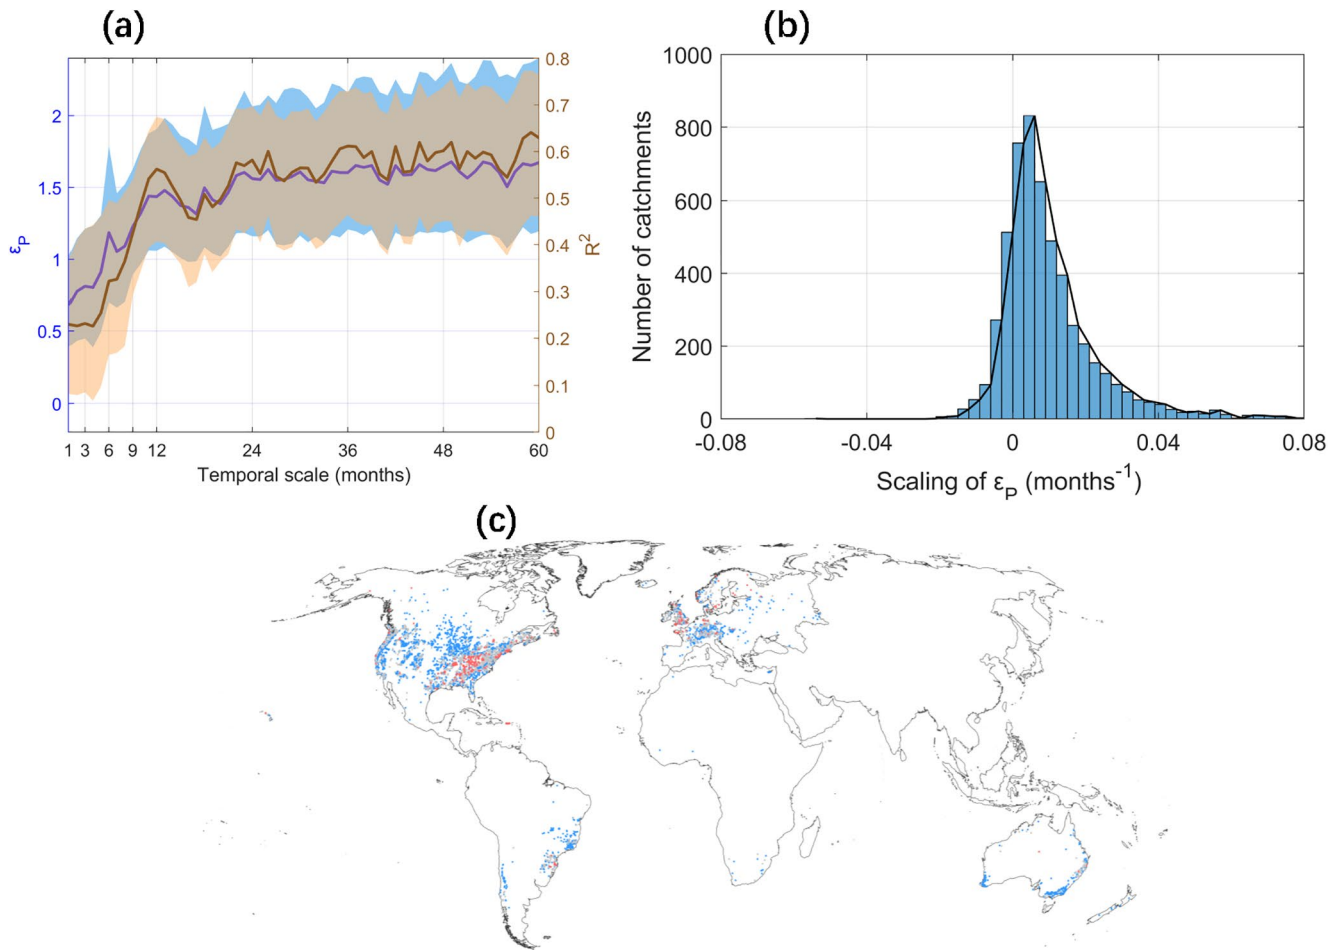 (a)
(b)
ε_P
2
1.5
1
0.5
0
0.8
0.7
0.6
0.5
0.4
0.3
0.2
0.1
0
R²
1 3 6 9 12 24 36 48 60
Temporal scale (months)
Number of catchments
1000
800
600
400
200
0
-0.08 -0.04 0 0.04 0.08
Scaling of ε_P (months⁻¹)
(c)